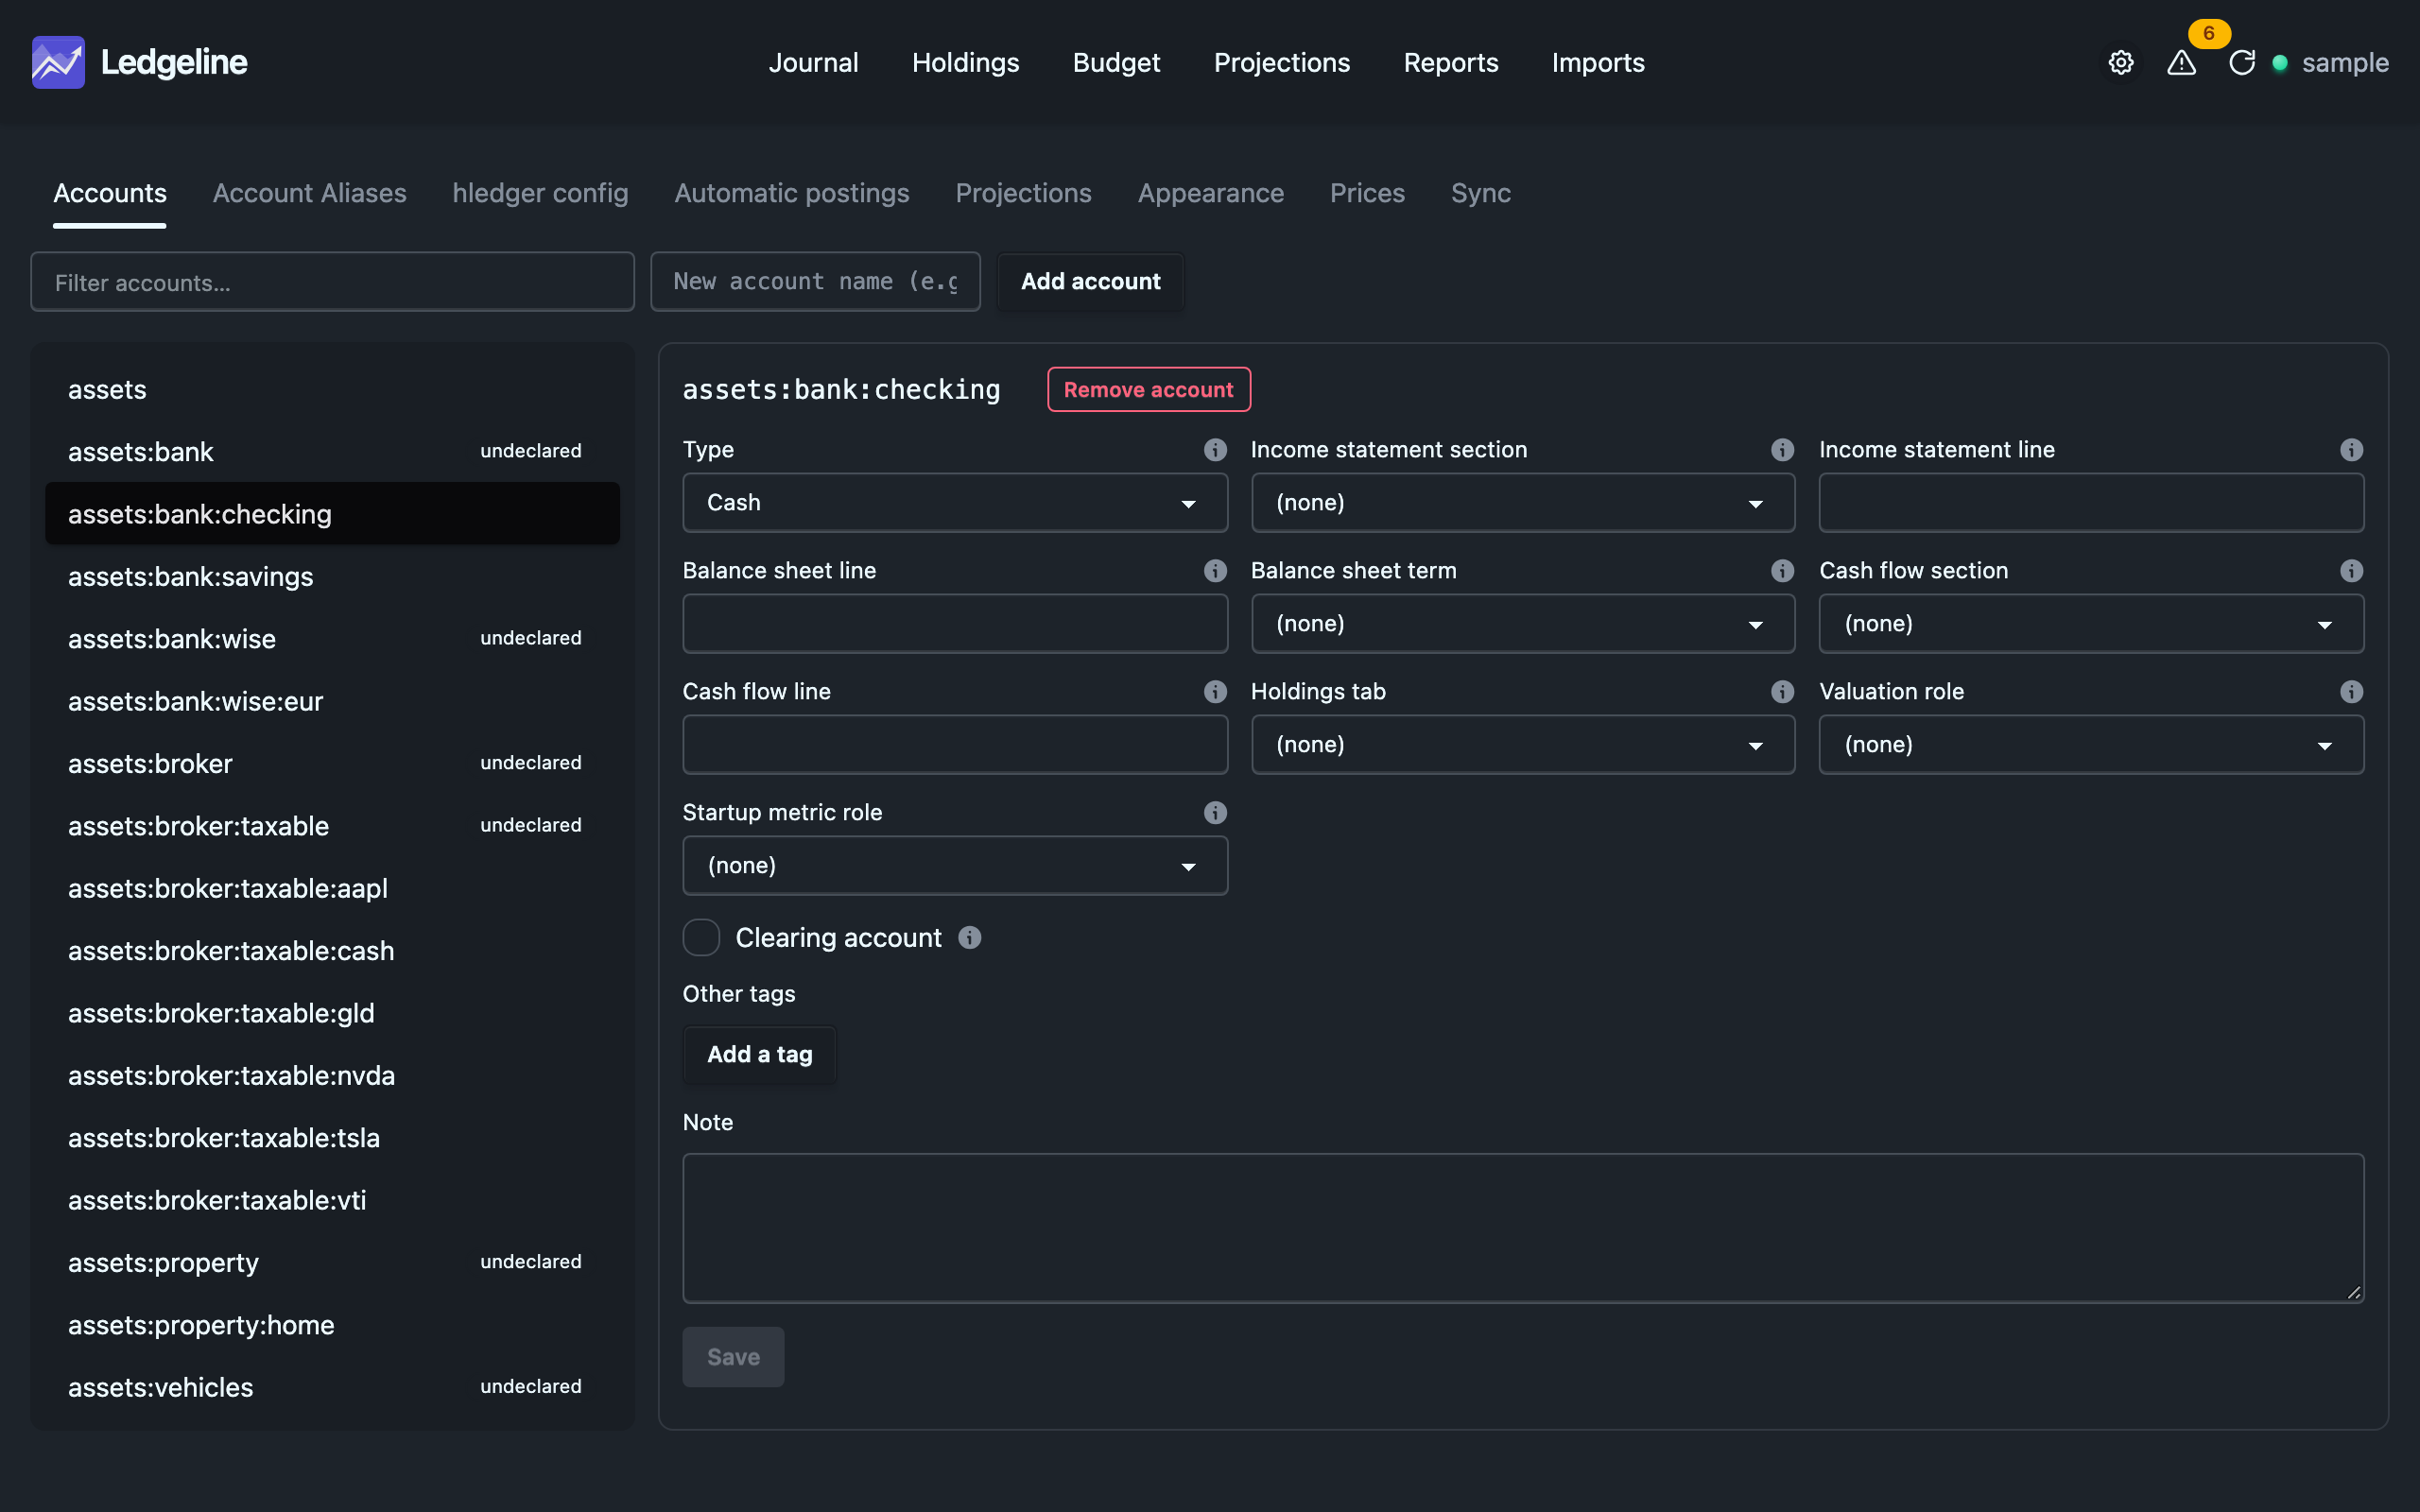 Ledgeline
Journal
Holdings
Budget
Projections
Reports
Imports
6
sample
Accounts
Account Aliases
hledger config
Automatic postings
Projections
Appearance
Prices
Sync
Filter accounts...
New account name (e.g
Add account
assets
assets:bank undeclared
assets:bank:checking
assets:bank:savings
assets:bank:wise undeclared
assets:bank:wise:eur
assets:broker undeclared
assets:broker:taxable undeclared
assets:broker:taxable:aapl
assets:broker:taxable:cash
assets:broker:taxable:gld
assets:broker:taxable:nvda
assets:broker:taxable:tsla
assets:broker:taxable:vti
assets:property undeclared
assets:property:home
assets:vehicles undeclared
assets:bank:checking
Remove account
Type
Cash
Income statement section
(none)
Income statement line
Balance sheet line
Balance sheet term
(none)
Cash flow section
(none)
Cash flow line
Holdings tab
(none)
Valuation role
(none)
Startup metric role
(none)
Clearing account
Other tags
Add a tag
Note
Save